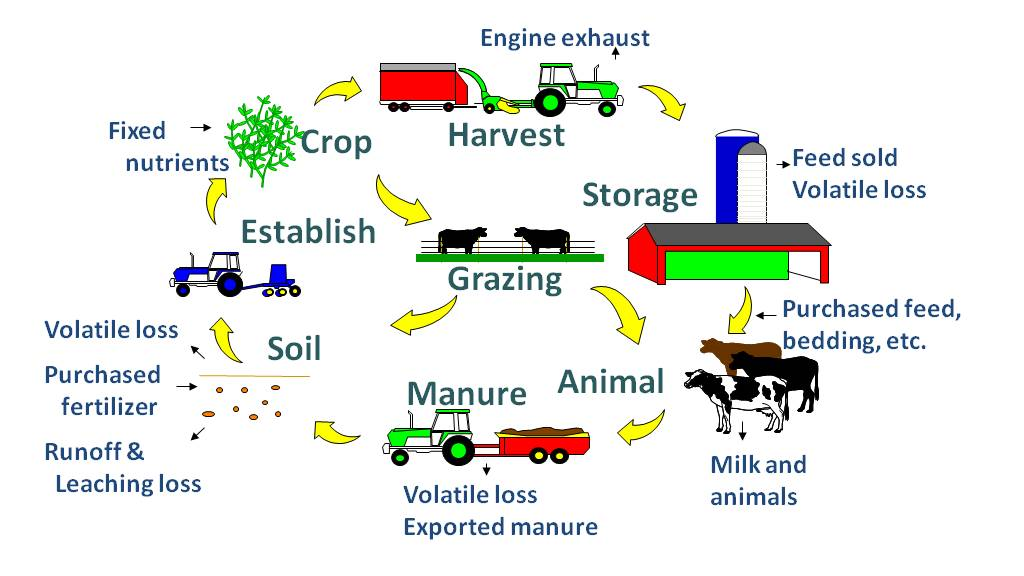 Engine exhaust
Fixed
nutrients
Crop
Harvest
Feed sold
Volatile loss
Storage
Establish
Grazing
Purchased feed,
bedding, etc.
Volatile loss
Soil
Purchased
fertilizer
Manure
Animal
Runoff &
Leaching loss
Milk and
animals
Volatile loss
Exported manure